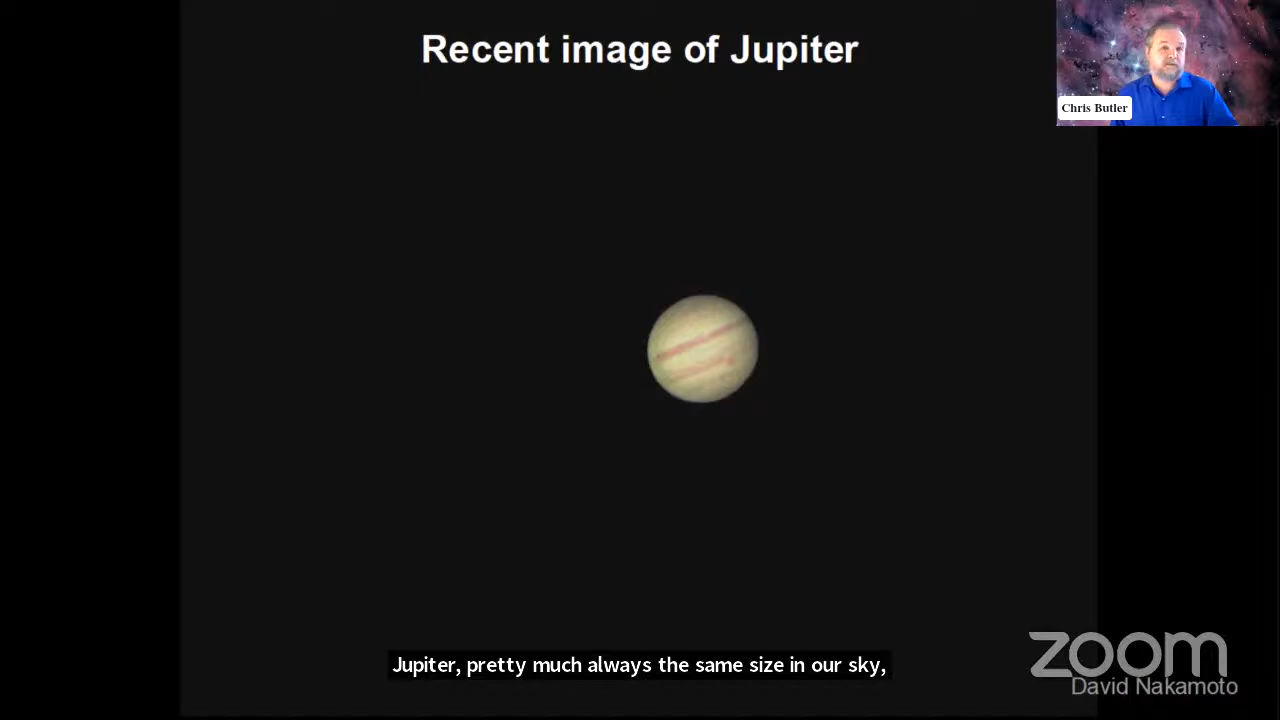 Recent image of Jupiter
Chris Butler
Jupiter, pretty much always the same size in our sky,
zoom
David Nakamoto